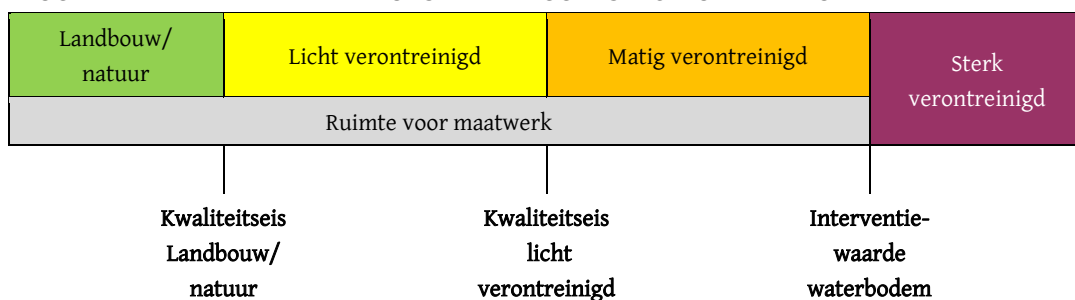 Landbouw/
natuur
Licht verontreinigd
Matig verontreinigd
Sterk
verontreinigd
Ruimte voor maatwerk
Kwaliteitseis
Landbouw/
natuur
Kwaliteitseis
licht
verontreinigd
Interventie-
waarde
waterbodem